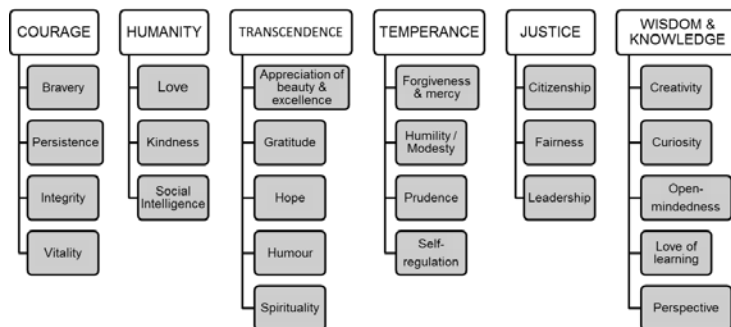 COURAGE
Bravery
Persistence
Integrity
Vitality
HUMANITY
Love
Kindness
Social
Intelligence
TRANSCENDENCE
Appreciation of
beauty &
excellence
Gratitude
Hope
Humour
Spirituality
TEMPERANCE
Forgiveness
& mercy
Humility /
Modesty
Prudence
Self-
regulation
JUSTICE
Citizenship
Fairness
Leadership
WISDOM &
KNOWLEDGE
Creativity
Curiosity
Open-
mindedness
Love of
learning
Perspective